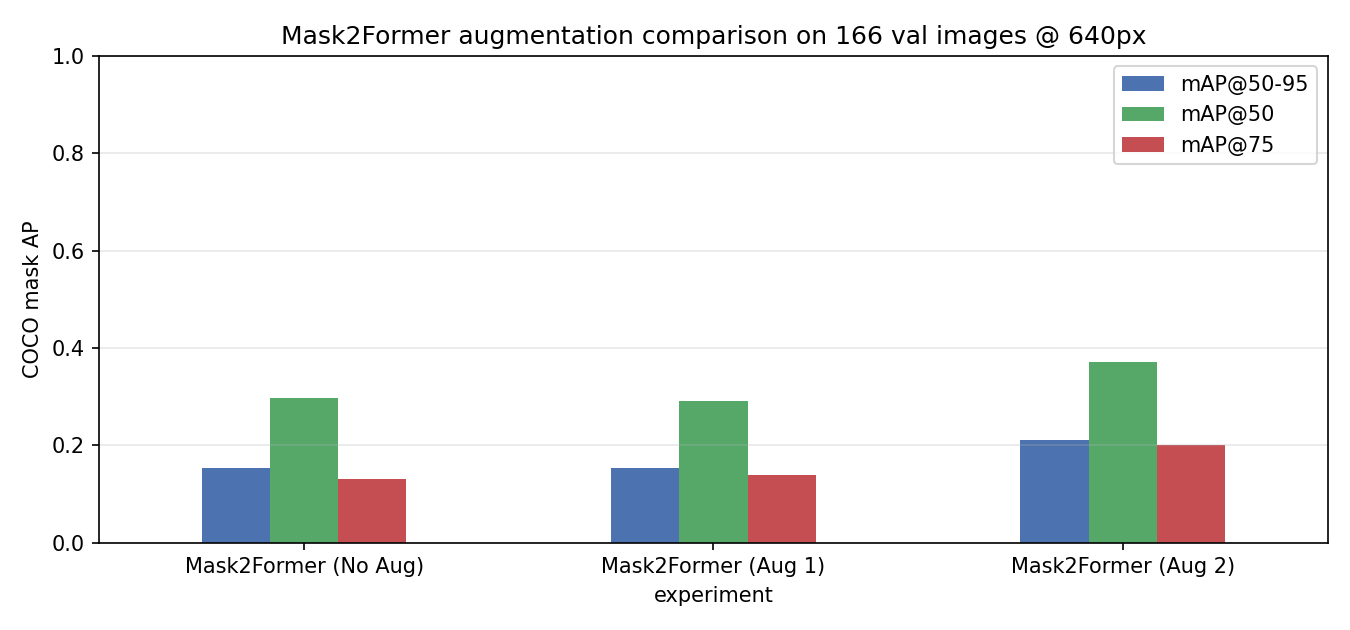 Mask2Former augmentation comparison on 166 val images @ 640px
mAP@50-95
mAP@50
mAP@75
COCO mask AP
1.0
0.8
0.6
0.4
0.2
0.0
Mask2Former (No Aug)
Mask2Former (Aug 1)
Mask2Former (Aug 2)
experiment